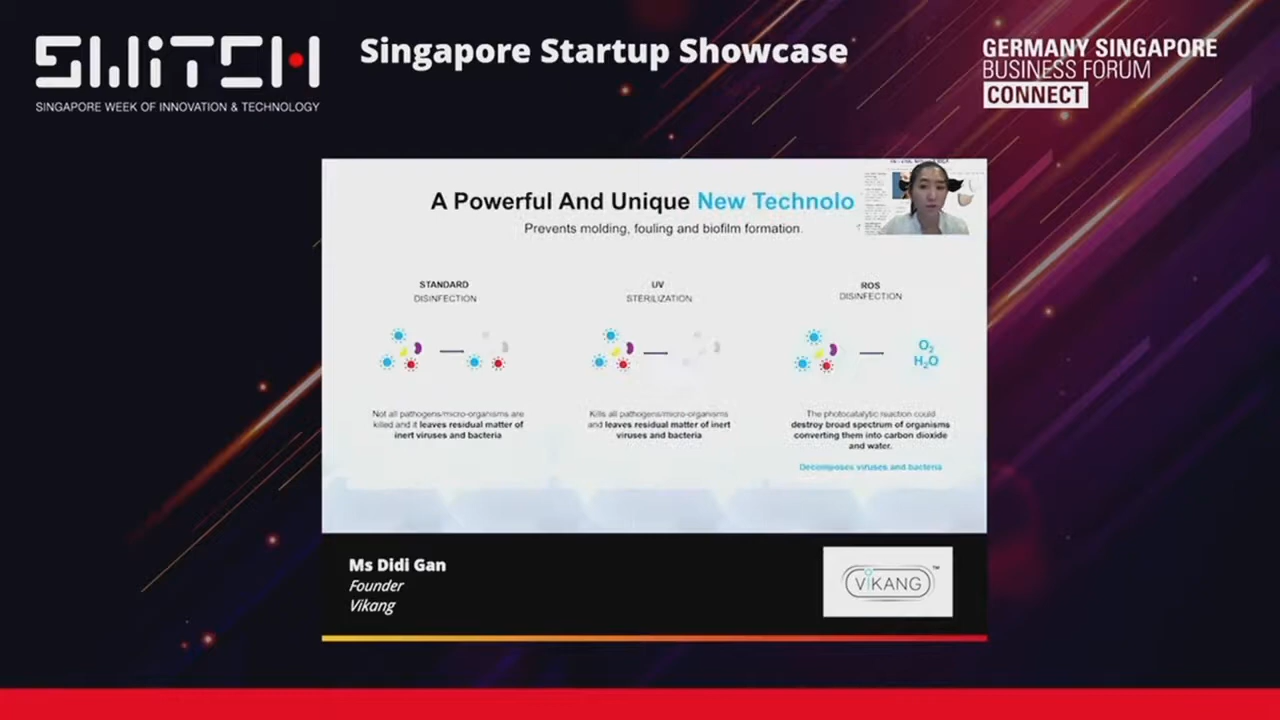 SWITCH
SINGAPORE WEEK OF INNOVATION & TECHNOLOGY
Singapore Startup Showcase
GERMANY SINGAPORE
BUSINESS FORUM
CONNECT
A Powerful And Unique New Technolo
Prevents molding, fouling and biofilm formation.
STANDARD
DISINFECTION
Not all pathogens/micro-organisms are
killed and it leaves residual matter of
inert viruses and bacteria
UV
STERILIZATION
Kills all pathogens/micro-organisms
and leaves residual matter of inert
viruses and bacteria
ROS
DISINFECTION
O2
H2O
The photocatalytic reaction could
destroy broad spectrum of organisms
converting them into carbon dioxide
and water.
Decomposes viruses and bacteria
Ms Didi Gan
Founder
Vikang
VIKANG™